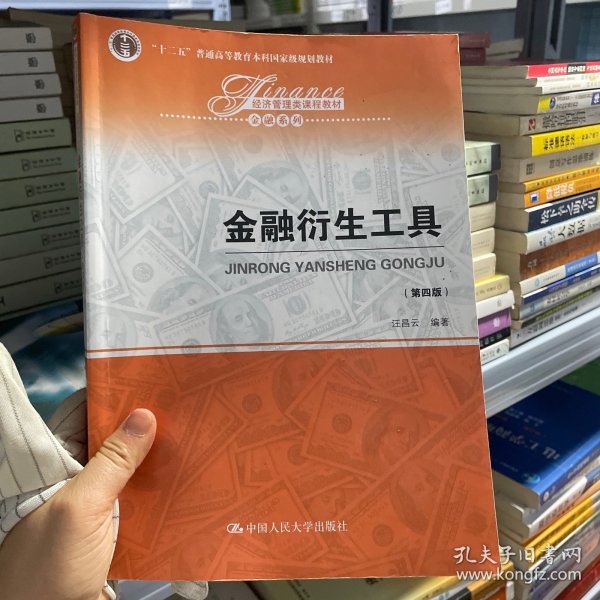 "十二五"普通高等教育本科国家级规划教材
Finance
经济管理类课程教材
金融系列
金融衍生工具
JINRONG YANSHENG GONGJU
(第四版)
汪昌云 编著
中国人民大学出版社
孔夫子旧书网
www.kongfz.com